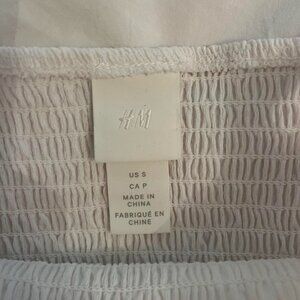 H&M
US S
CA P
MADE IN
CHINA
FABRIQUÉ EN
CHINE